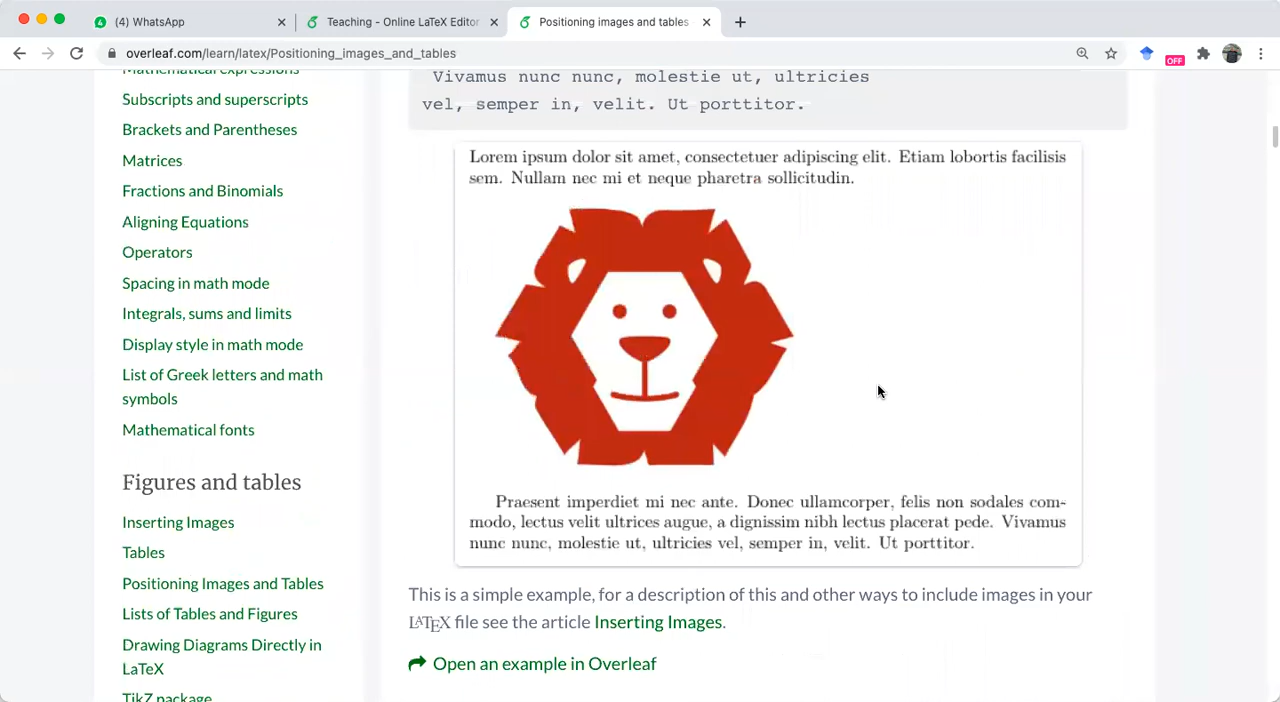 (4) WhatsApp
Teaching - Online LaTeX Editor
Positioning images and tables
overleaf.com/learn/latex/Positioning_images_and_tables
OFF
Mathematical expressions
Subscripts and superscripts
Brackets and Parentheses
Matrices
Fractions and Binomials
Aligning Equations
Operators
Spacing in math mode
Integrals, sums and limits
Display style in math mode
List of Greek letters and math
symbols
Mathematical fonts
Figures and tables
Inserting Images
Tables
Positioning Images and Tables
Lists of Tables and Figures
Drawing Diagrams Directly in
LaTeX
TikZ package
Vivamus nunc nunc, molestie ut, ultricies
vel, semper in, velit. Ut porttitor.
Lorem ipsum dolor sit amet, consectetuer adipiscing elit. Etiam lobortis facilisis
sem. Nullam nec mi et neque pharetra sollicitudin.
Praesent imperdiet mi nec ante. Donec ullamcorper, felis non sodales com-
modo, lectus velit ultrices augue, a dignissim nibh lectus placerat pede. Vivamus
nunc nunc, molestie ut, ultricies vel, semper in, velit. Ut porttitor.
This is a simple example, for a description of this and other ways to include images in your
LATEX file see the article Inserting Images.
Open an example in Overleaf